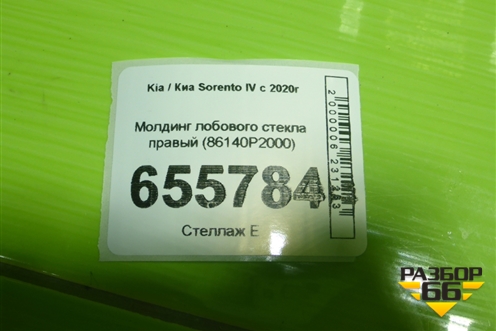 Kia / Киа Sorento IV с 2020г
Молдинг лобового стекла
правый (86140P2000)
655784
Стеллаж Е
РАЗБОР
66